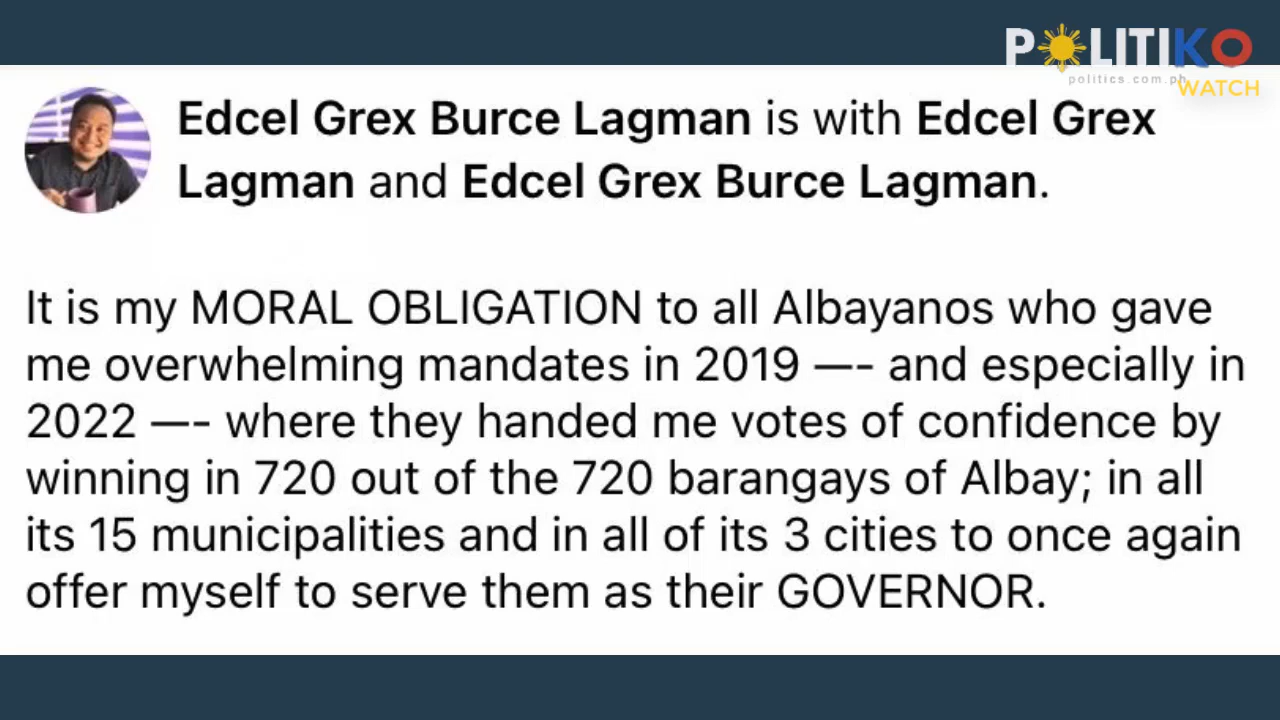 POLITIKO
politics.com.ph
WATCH
Edcel Grex Burce Lagman is with Edcel Grex
Lagman and Edcel Grex Burce Lagman.
It is my MORAL OBLIGATION to all Albayanos who gave
me overwhelming mandates in 2019 —- and especially in
2022 —- where they handed me votes of confidence by
winning in 720 out of the 720 barangays of Albay; in all
its 15 municipalities and in all of its 3 cities to once again
offer myself to serve them as their GOVERNOR.